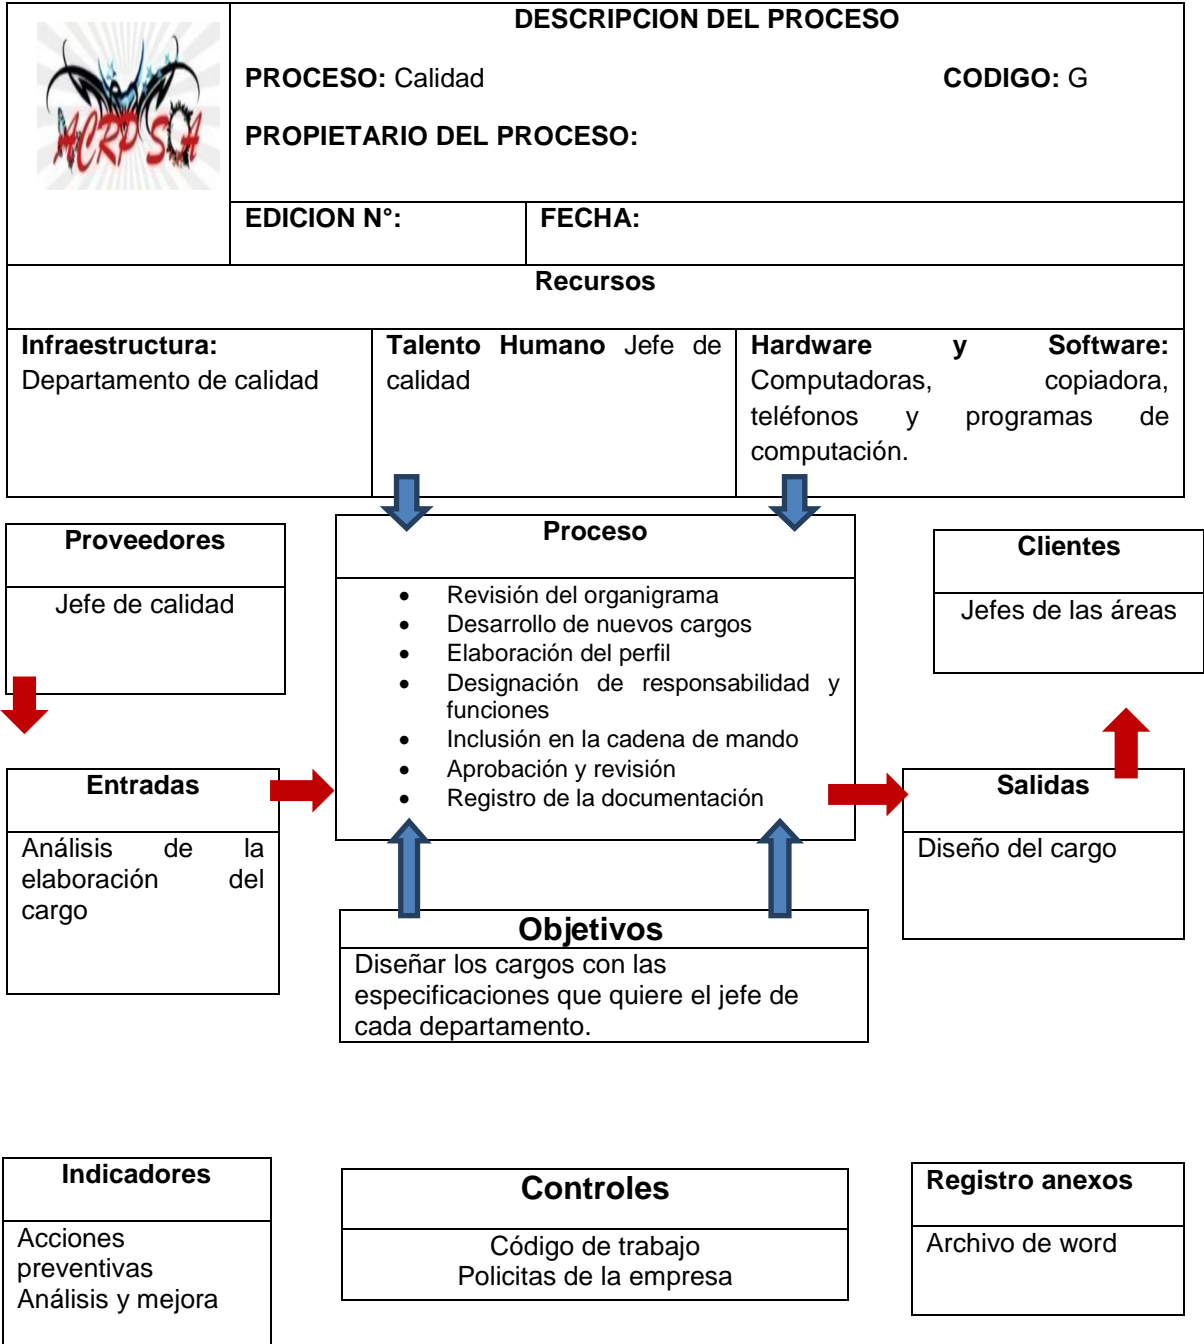 DESCRIPCION DEL PROCESO
ACRP SCA
PROCESO: Calidad CODIGO: G
PROPIETARIO DEL PROCESO:
EDICION N°: FECHA:
Recursos
Infraestructura:
Departamento de calidad
Talento Humano Jefe de
calidad
Hardware y Software:
Computadoras, copiadora,
teléfonos y programas de
computación.
Proveedores
Jefe de calidad
Proceso
• Revisión del organigrama
• Desarrollo de nuevos cargos
• Elaboración del perfil
• Designación de responsabilidad y
funciones
• Inclusión en la cadena de mando
• Aprobación y revisión
• Registro de la documentación
Clientes
Jefes de las áreas
Entradas
Análisis de la
elaboración del
cargo
Salidas
Diseño del cargo
Objetivos
Diseñar los cargos con las
especificaciones que quiere el jefe de
cada departamento.
Indicadores
Acciones
preventivas
Análisis y mejora
Controles
Código de trabajo
Policitas de la empresa
Registro anexos
Archivo de word